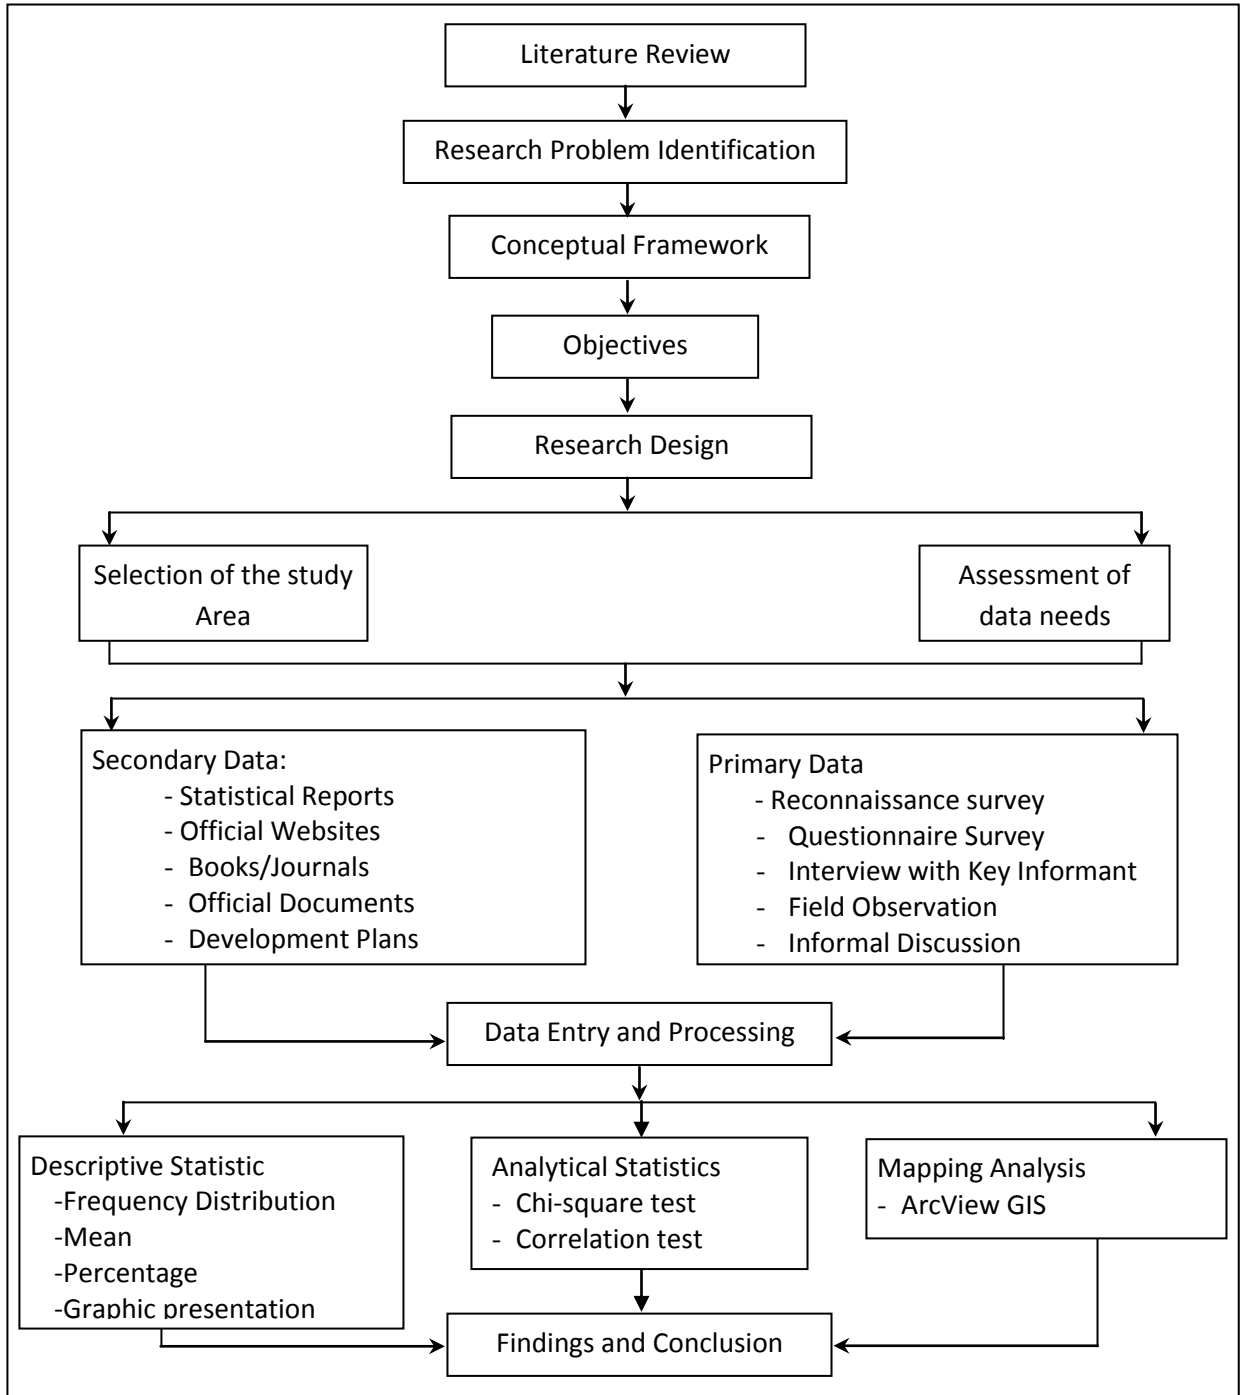 Literature Review
Research Problem Identification
Conceptual Framework
Objectives
Research Design
Selection of the study
Area
Assessment of
data needs
Secondary Data:
- Statistical Reports
- Official Websites
- Books/Journals
- Official Documents
- Development Plans
Primary Data
- Reconnaissance survey
- Questionnaire Survey
- Interview with Key Informant
- Field Observation
- Informal Discussion
Data Entry and Processing
Descriptive Statistic
-Frequency Distribution
-Mean
-Percentage
-Graphic presentation
Analytical Statistics
- Chi-square test
- Correlation test
Mapping Analysis
- ArcView GIS
Findings and Conclusion